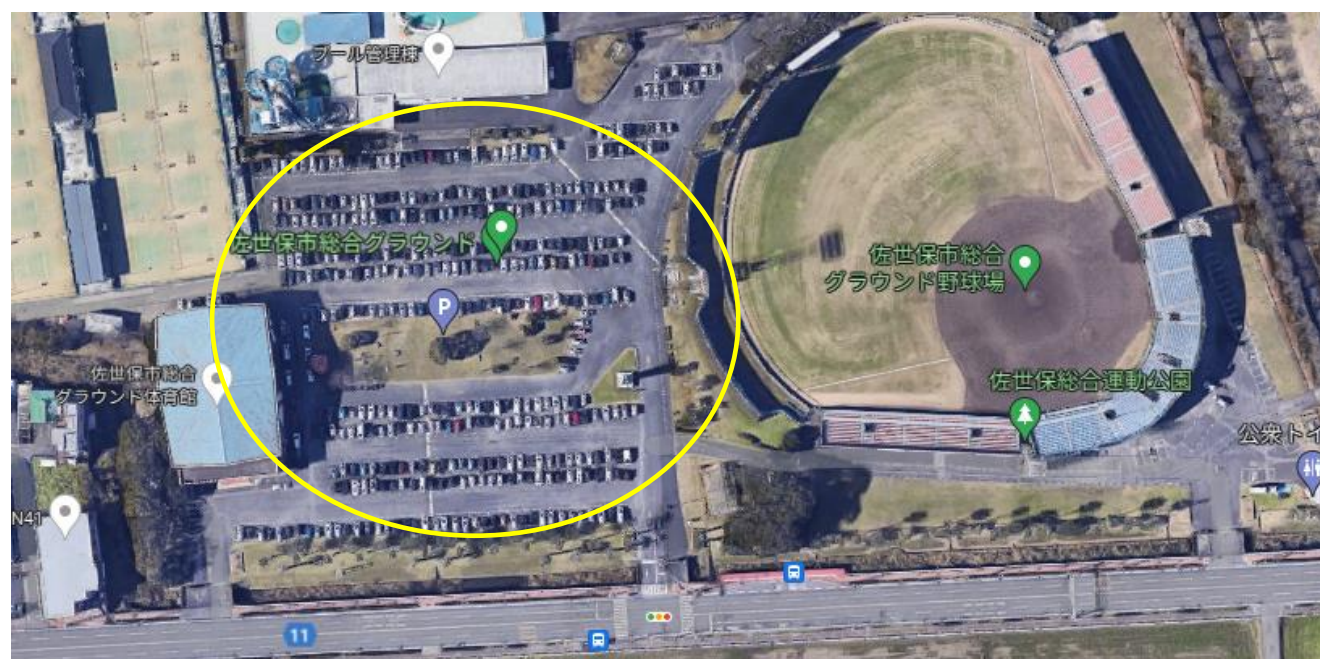 プール管理棟
佐世保市総合グラウンド
P
佐世保市総合
グラウンド野球場
佐世保市総合
グラウンド体育館
佐世保総合運動公園
公衆トイ
N41
11